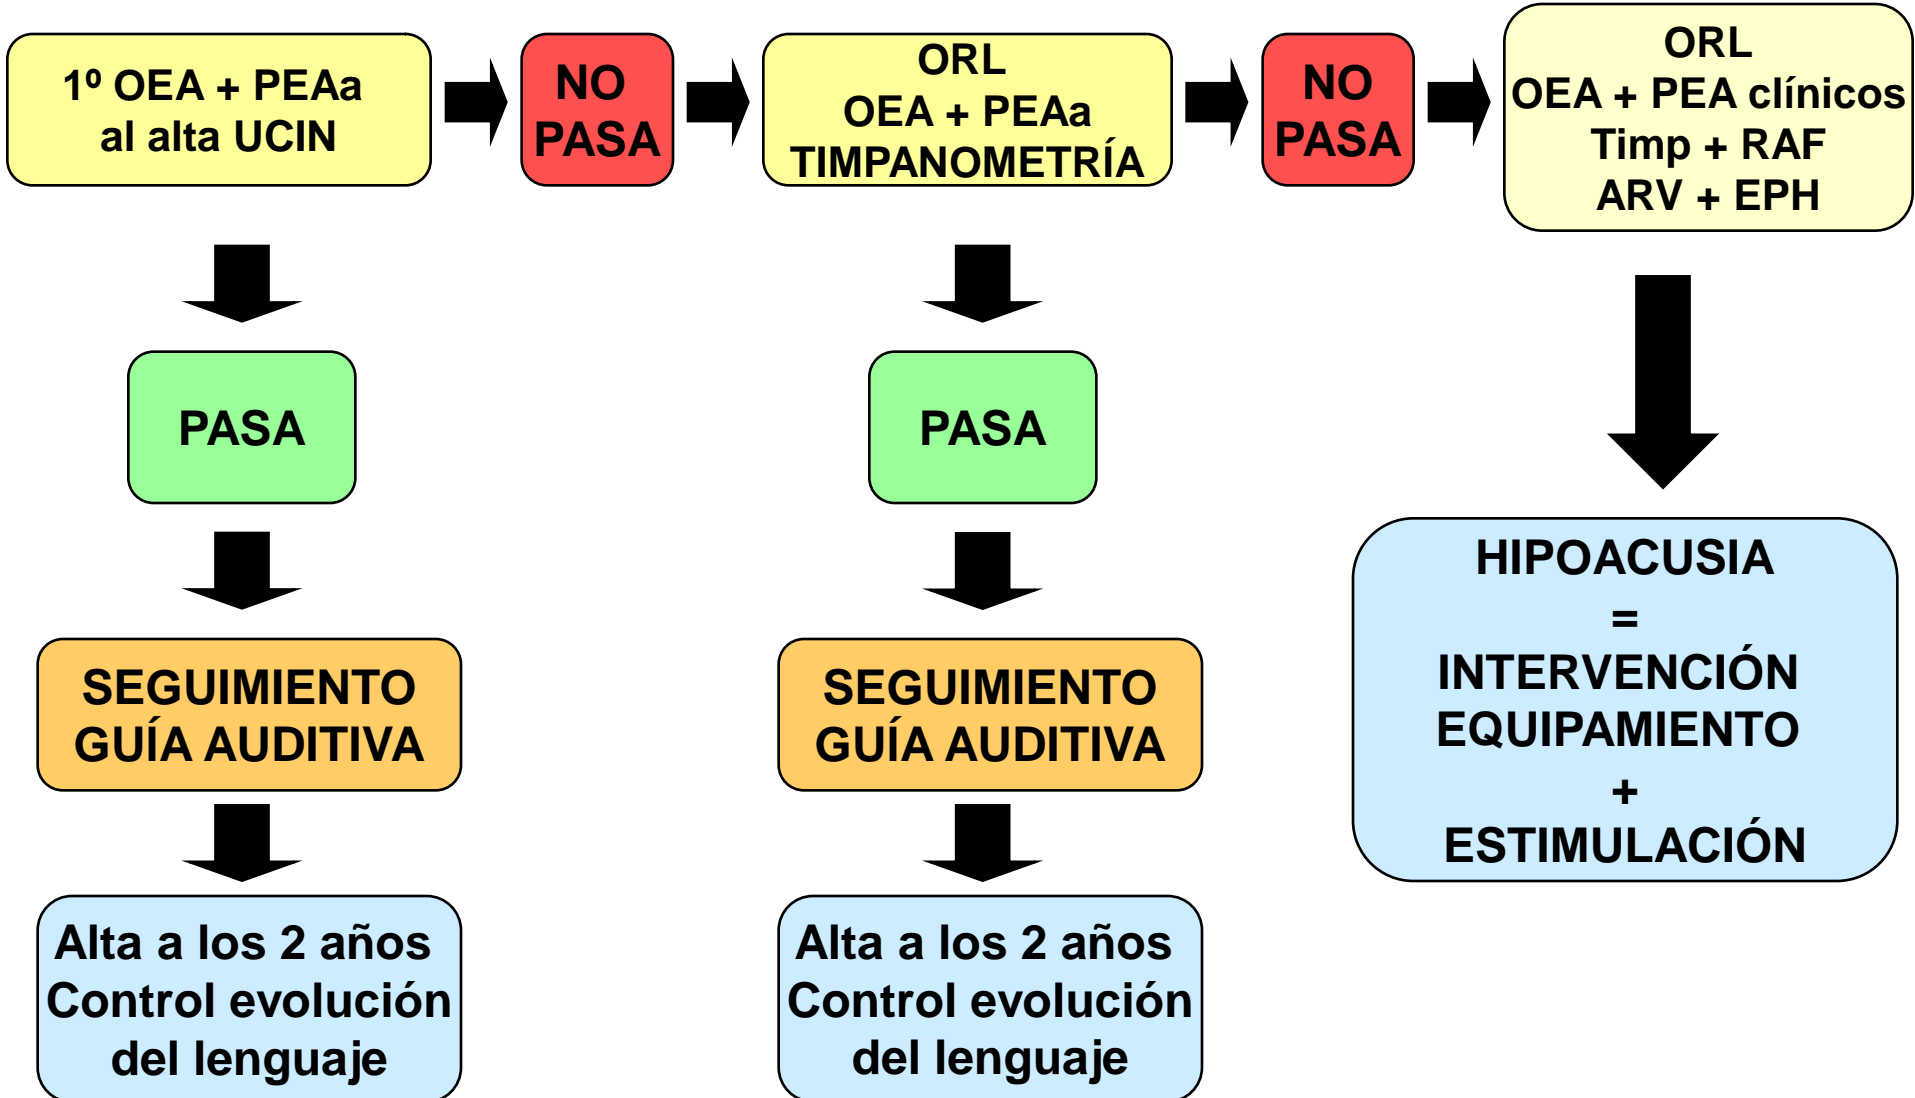 1º OEA + PEAa
al alta UCIN
NO
PASA
ORL
OEA + PEAa
TIMPANOMETRÍA
NO
PASA
ORL
OEA + PEA clínicos
Timp + RAF
ARV + EPH
PASA
PASA
SEGUIMIENTO
GUÍA AUDITIVA
SEGUIMIENTO
GUÍA AUDITIVA
HIPOACUSIA
=
INTERVENCIÓN
EQUIPAMIENTO
+
ESTIMULACIÓN
Alta a los 2 años
Control evolución
del lenguaje
Alta a los 2 años
Control evolución
del lenguaje